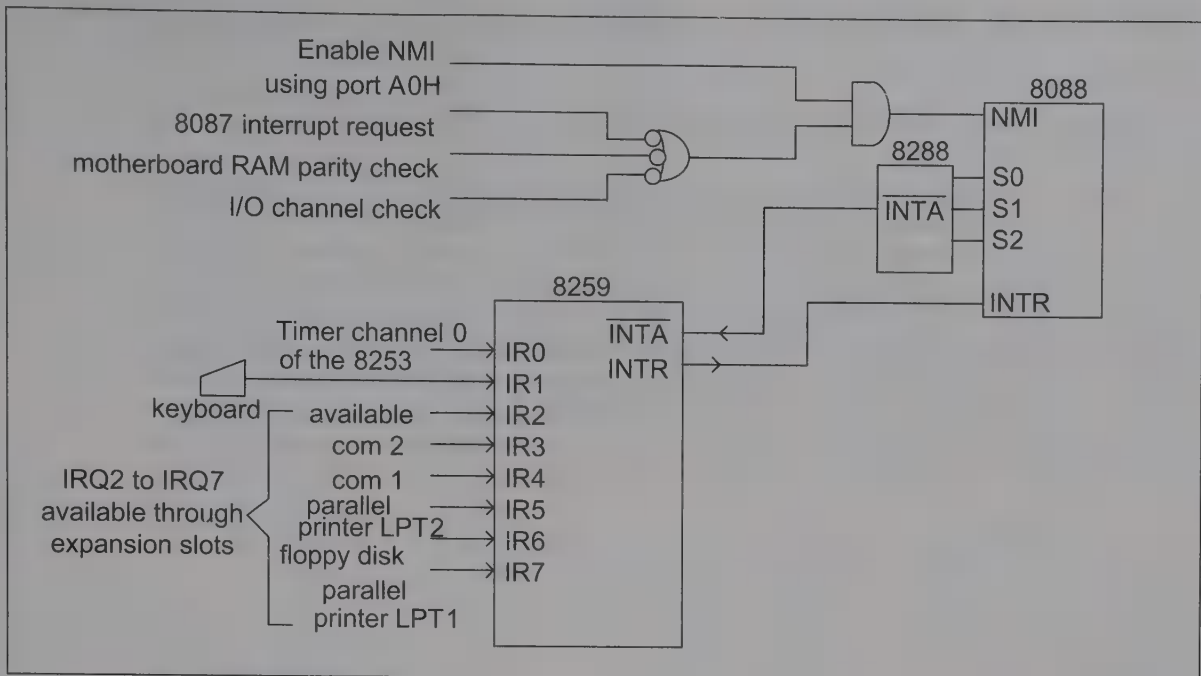 Enable NMI
using port A0H
8087 interrupt request
motherboard RAM parity check
I/O channel check
8088
NMI
8288
INTA
S0
S1
S2
INTR
8259
INTA
INTR
Timer channel 0
of the 8253
keyboard
IR0
IR1
IR2
IR3
IR4
IR5
IR6
IR7
available
com 2
com 1
parallel
printer LPT2
floppy disk
parallel
printer LPT1
IRQ2 to IRQ7
available through
expansion slots